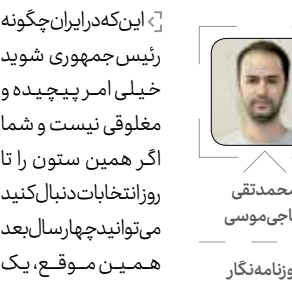 این‌که در ایران چگونه
رئیس‌جمهوری شوید
خیلی امر پیچیده و
مغلوقی نیست و شما
اگر همین ستون را تا
روز انتخابات دنبال کنید
می‌توانید چهار سال بعد
همین موقع، یک
محمدتقی
حاجی‌موسی
روزنامه‌نگار